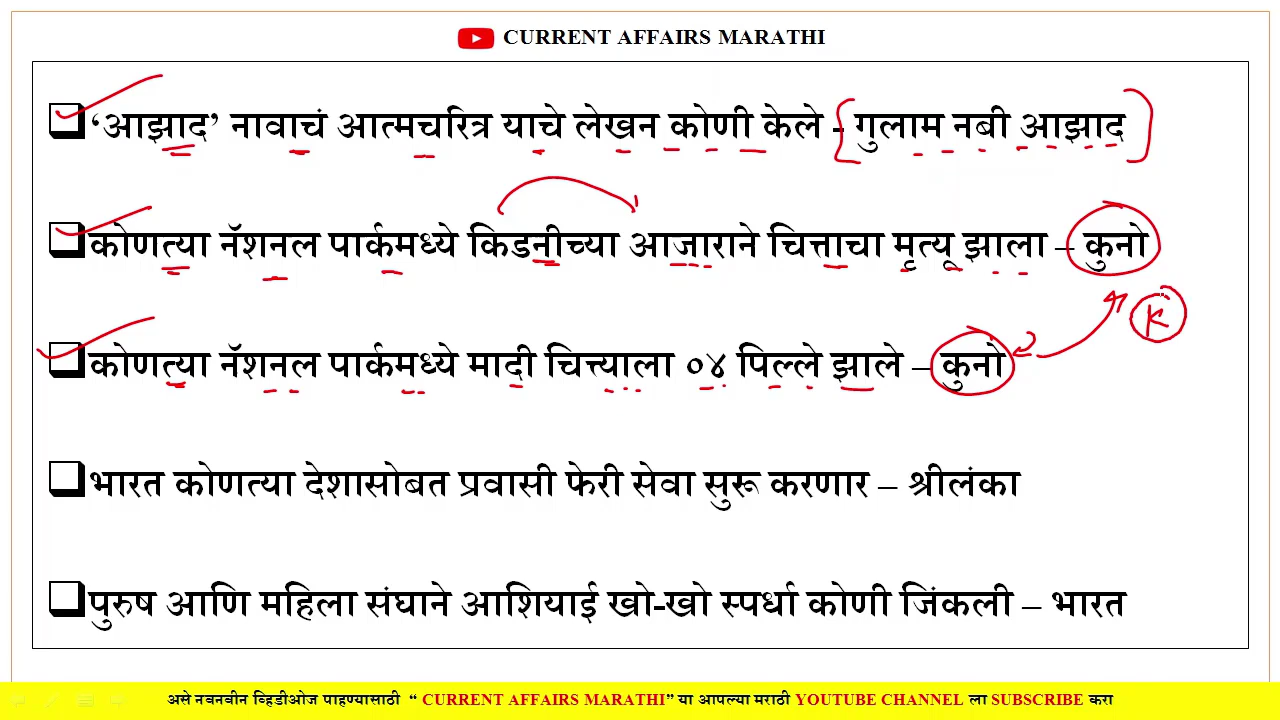 CURRENT AFFAIRS MARATHI
‘आझाद’ नावाचं आत्मचरित्र याचे लेखन कोणी केले - गुलाम नबी आझाद
कोणत्या नॅशनल पार्कमध्ये किडनीच्या आजाराने चित्ताचा मृत्यू झाला – कुनो
K
कोणत्या नॅशनल पार्कमध्ये मादी चित्त्याला ०४ पिल्ले झाले – कुनो
भारत कोणत्या देशासोबत प्रवासी फेरी सेवा सुरू करणार – श्रीलंका
पुरुष आणि महिला संघाने आशियाई खो-खो स्पर्धा कोणी जिंकली – भारत
असे नवनवीन व्हिडीओज पाहण्यासाठी “ CURRENT AFFAIRS MARATHI” या आपल्या मराठी YOUTUBE CHANNEL ला SUBSCRIBE करा